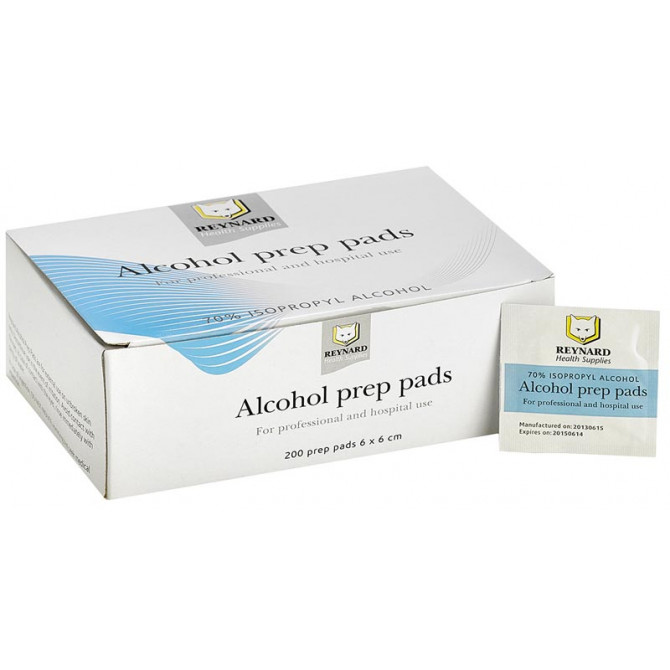 REYNARD
Health Supplies
Alcohol prep pads
For professional and hospital use
70% ISOPROPYL ALCOHOL
REYNARD
Health Supplies
Alcohol prep pads
For professional and hospital use
200 prep pads 6 x 6 cm
REYNARD
Health Supplies
70% ISOPROPYL ALCOHOL
Alcohol prep pads
For professional and hospital use
Manufactured on: 20130615
Expires on: 20150614